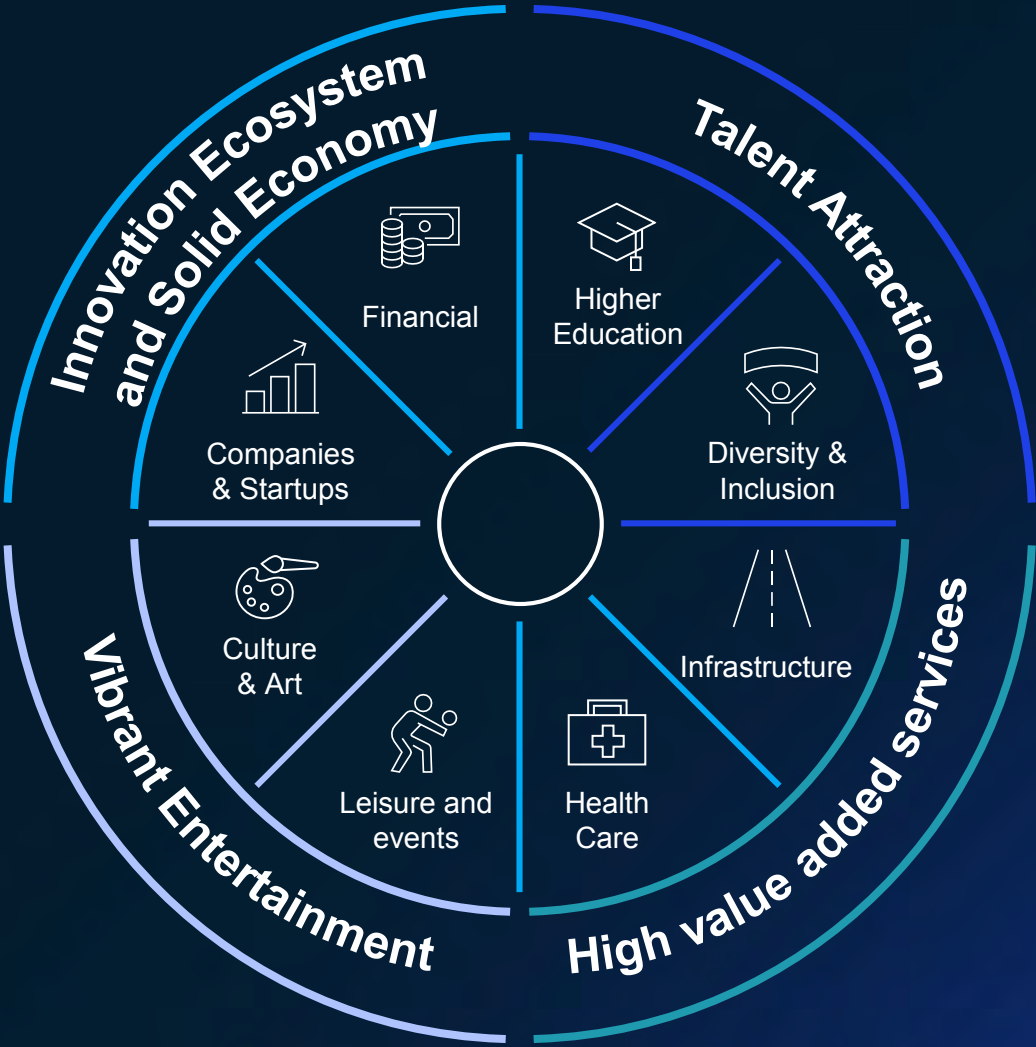 Innovation Ecosystem
and Solid Economy
Talent Attraction
Financial
Higher
Education
Companies
& Startups
Diversity &
Inclusion
Culture
& Art
Infrastructure
Leisure and
events
Health
Care
Vibrant Entertainment
High value added services